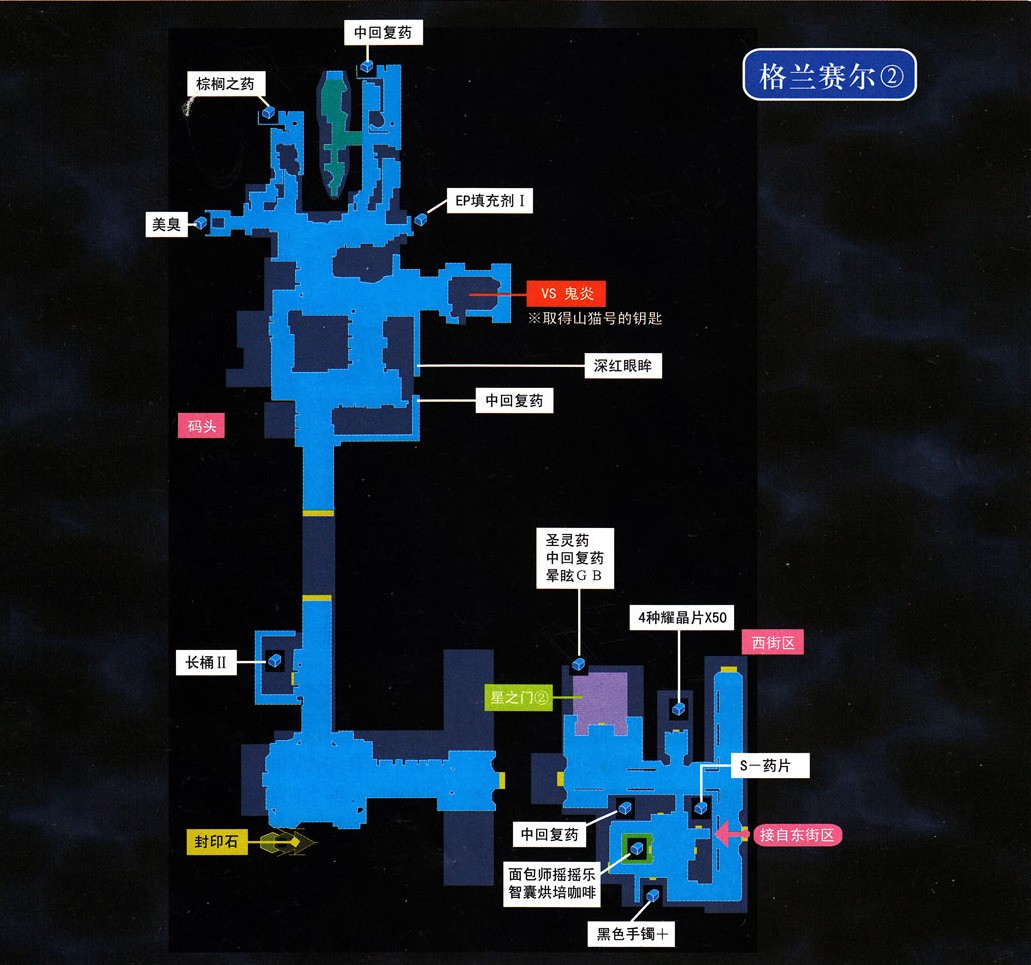 中回复药
格兰赛尔②
棕榈之药
EP填充剂Ⅰ
美臭
VS 鬼炎
※取得山猫号的钥匙
深红眼眸
中回复药
码头
圣灵药
中回复药
晕眩GB
4种耀晶片X50
西街区
长桶Ⅱ
星之门②
S－药片
中回复药
接自东街区
封印石
面包师摇摇乐
智囊烘培咖啡
黑色手镯＋